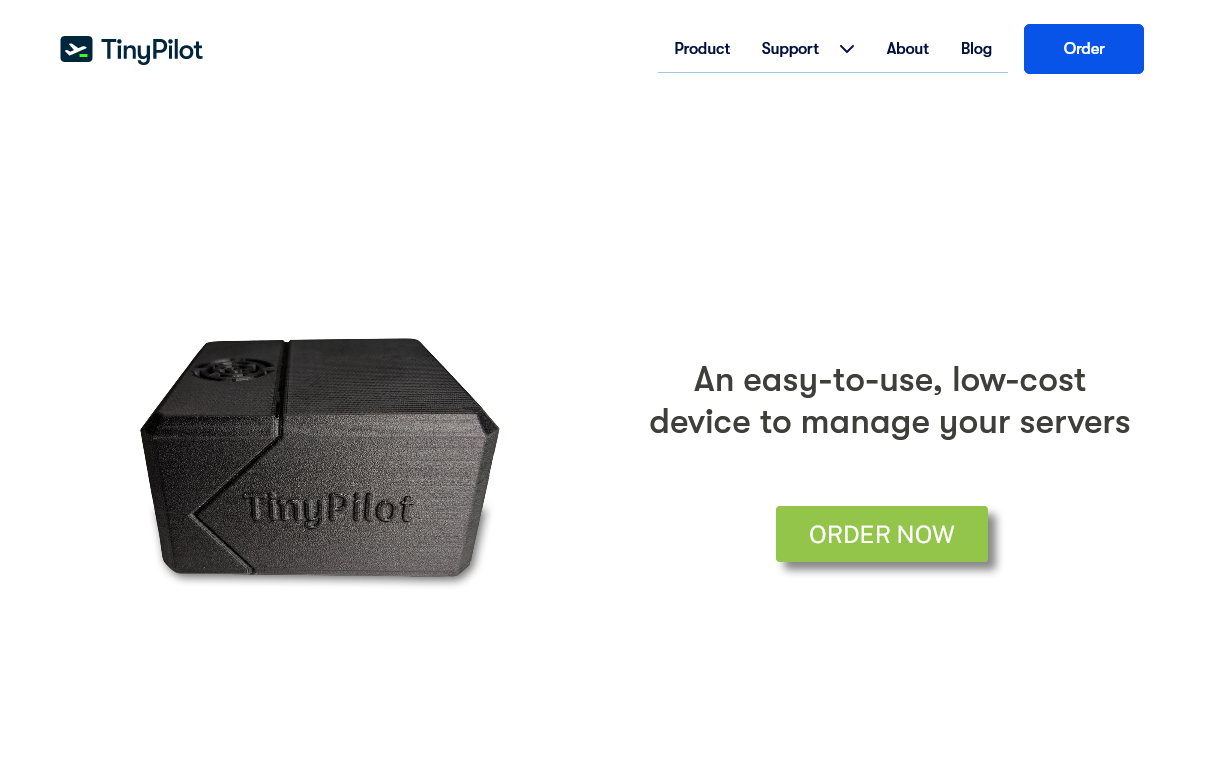 TinyPilot
Product Support About Blog Order
An easy-to-use, low-cost
device to manage your servers
TinyPilot
ORDER NOW